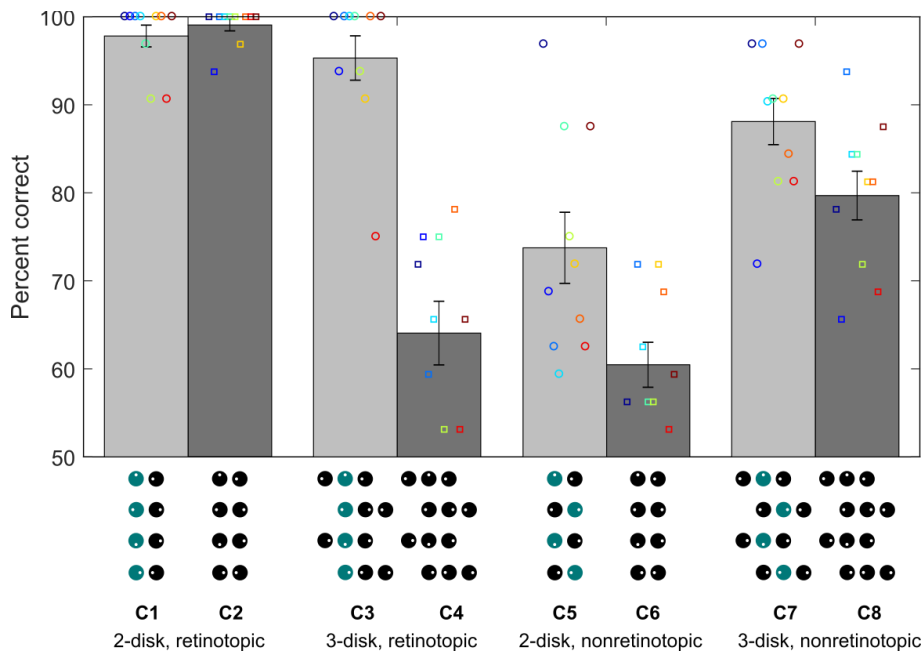 100
90
80
70
60
50
Percent correct
C1 C2 C3 C4 C5 C6 C7 C8
2-disk, retinotopic 3-disk, retinotopic 2-disk, nonretinotopic 3-disk, nonretinotopic